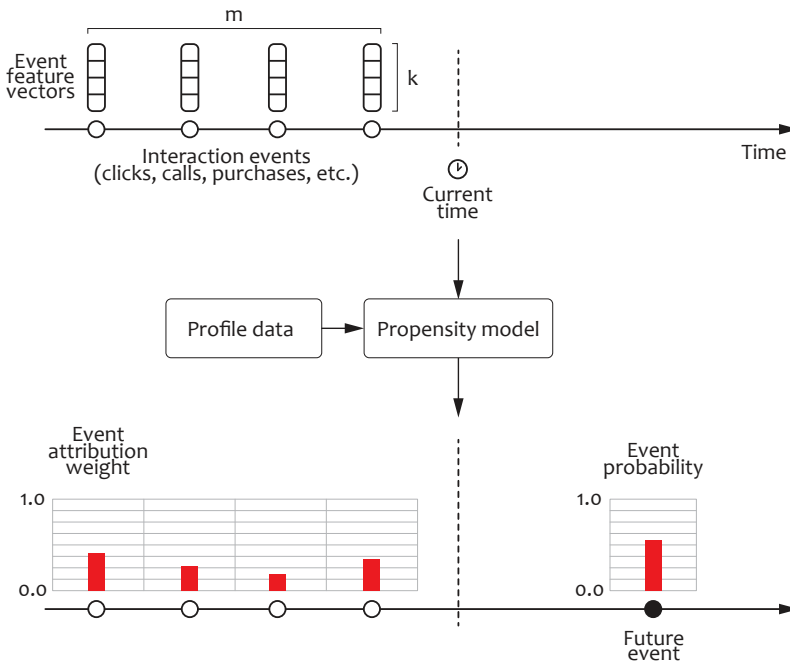 m
Event
feature
vectors
k
Interaction events
(clicks, calls, purchases, etc.)
Time
Current
time
Profile data
Propensity model
Event
attribution
weight
Event
probability
1.0
0.0
1.0
0.0
Future
event